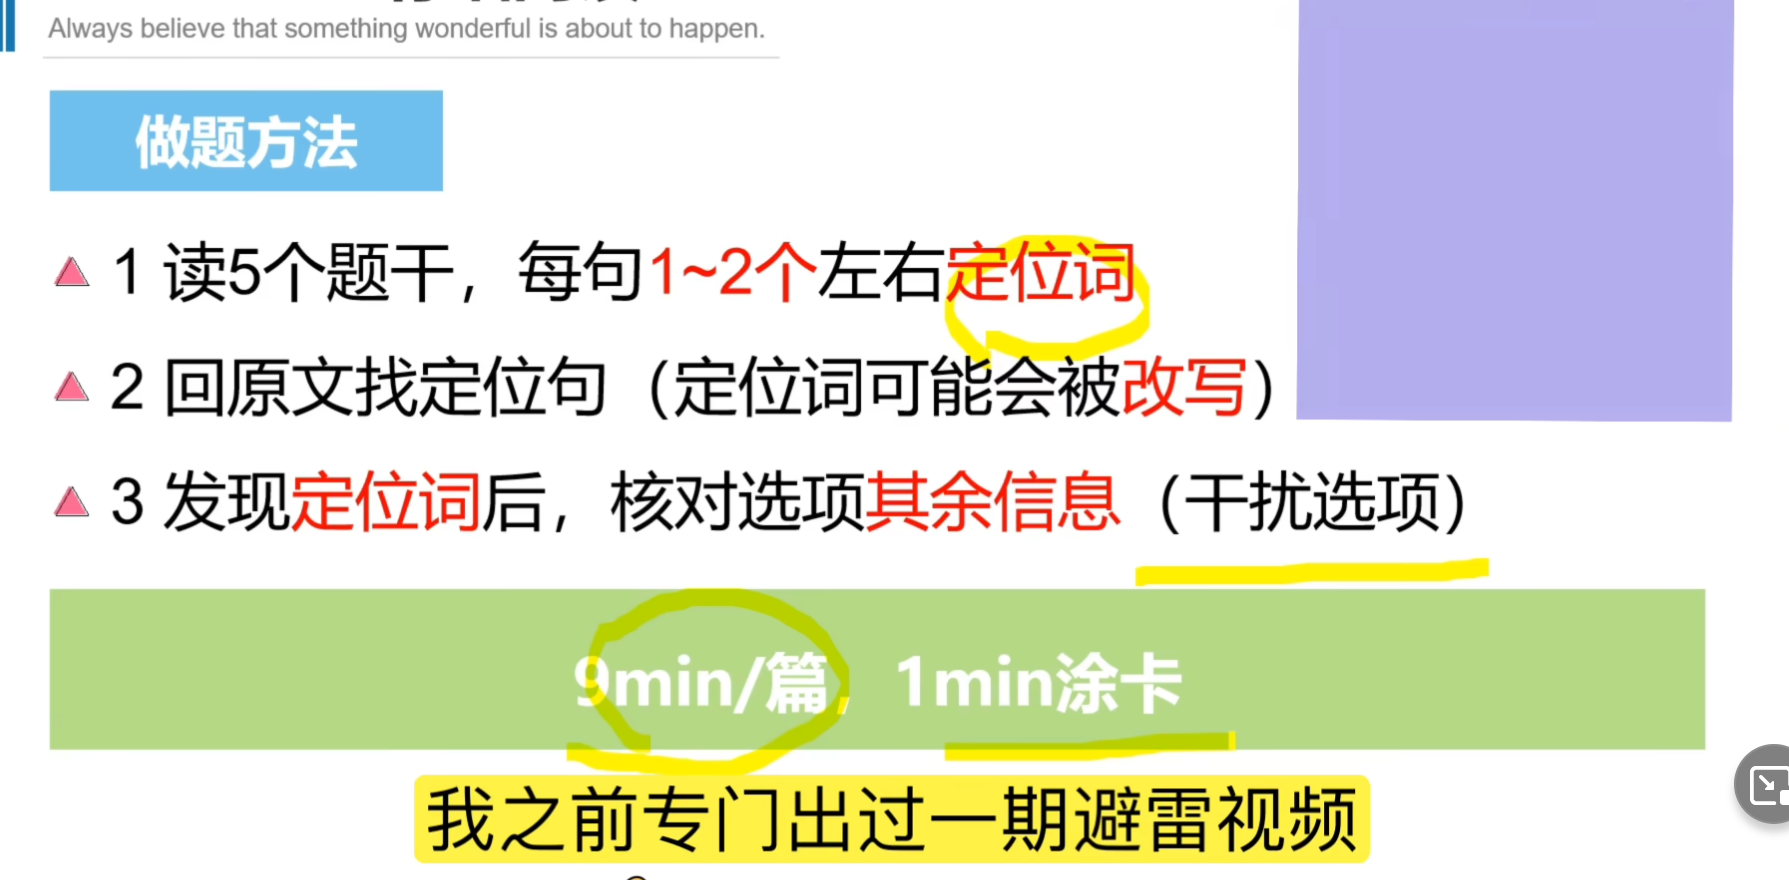 Always believe that something wonderful is about to happen.
做题方法
1 读5个题干，每句1~2个左右定位词
2 回原文找定位句（定位词可能会被改写）
3 发现定位词后，核对选项其余信息（干扰选项）
9min/篇，1min涂卡
我之前专门出过一期避雷视频